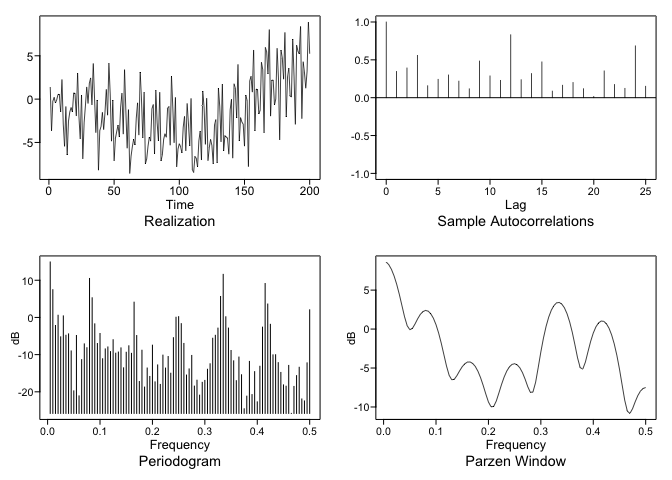 5
0
-5
0 50 100 150 200
Time
Realization
1.0
0.5
0.0
-0.5
-1.0
0 5 10 15 20 25
Lag
Sample Autocorrelations
dB
10
0
-10
-20
0.0 0.1 0.2 0.3 0.4 0.5
Frequency
Periodogram
dB
5
0
-5
-10
0.0 0.1 0.2 0.3 0.4 0.5
Frequency
Parzen Window